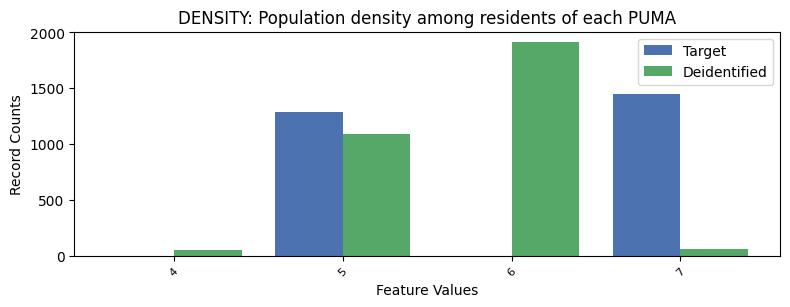 DENSITY: Population density among residents of each PUMA
Target
Deidentified
Record Counts
2000
1500
1000
500
0
4
5
6
7
Feature Values